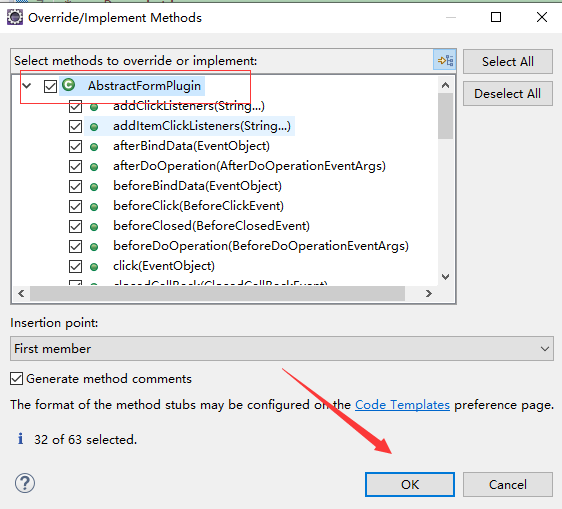 Override/Implement Methods
Select methods to override or implement:
Select All
Deselect All
AbstractFormPlugin
addClickListeners(String...)
addItemClickListeners(String...)
afterBindData(EventObject)
afterDoOperation(AfterDoOperationEventArgs)
beforeBindData(EventObject)
beforeClick(BeforeClickEvent)
beforeClosed(BeforeClosedEvent)
beforeDoOperation(BeforeDoOperationEventArgs)
click(EventObject)
closedCallBack(ClosedCallBackEvent)
Insertion point:
First member
Generate method comments
The format of the method stubs may be configured on the Code Templates preference page.
32 of 63 selected.
OK
Cancel